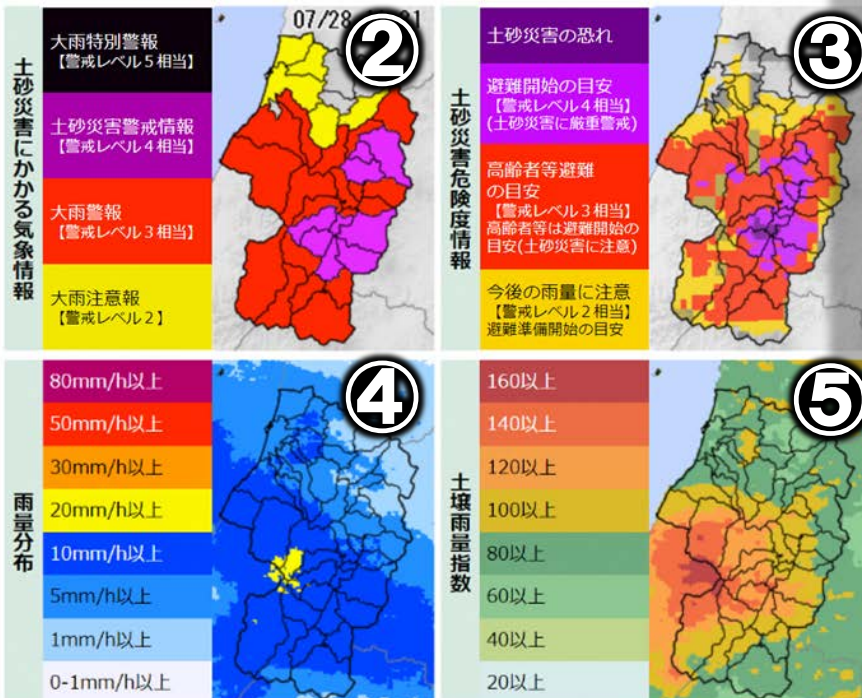 土砂災害にかかる気象情報
大雨特別警報
【警戒レベル5相当】
土砂災害警戒情報
【警戒レベル4相当】
大雨警報
【警戒レベル3相当】
大雨注意報
【警戒レベル2】
07/28
②
土砂災害危険度情報
土砂災害の恐れ
避難開始の目安
【警戒レベル4相当】
(土砂災害に厳重警戒)
高齢者等避難
の目安
【警戒レベル3相当】
高齢者等は避難開始の
目安(土砂災害に注意)
今後の雨量に注意
【警戒レベル2相当】
避難準備開始の目安
③
雨量分布
80mm/h以上
50mm/h以上
30mm/h以上
20mm/h以上
10mm/h以上
5mm/h以上
1mm/h以上
0-1mm/h以上
④
土壌雨量指数
160以上
140以上
120以上
100以上
80以上
60以上
40以上
20以上
⑤